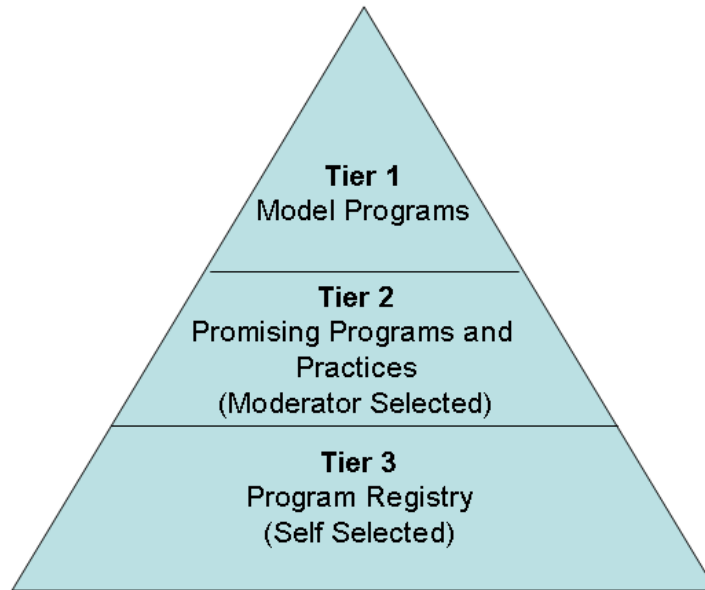 Tier 1
Model Programs
Tier 2
Promising Programs and
Practices
(Moderator Selected)
Tier 3
Program Registry
(Self Selected)